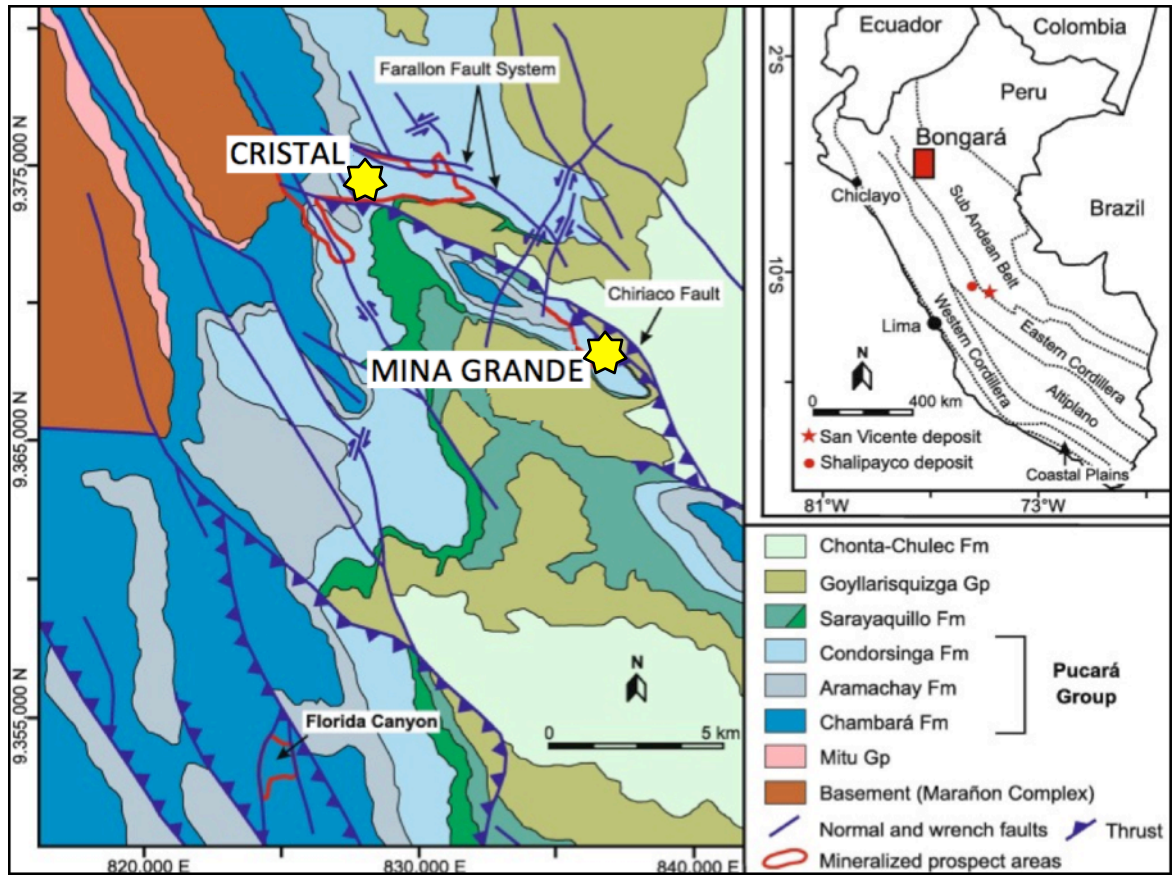 Farallon Fault System
CRISTAL
Chiriaco Fault
MINA GRANDE
Florida Canyon
N
0 5 km
9.375.000 N
9.365.000 N
9.355.000 N
820.000 E
830.000 E
840.000 E
Ecuador
Colombia
Peru
Bongará
Chiclayo
Brazil
Sub Andean Belt
Lima
Western Cordillera
Eastern Cordillera
Altiplano
Coastal Plains
N
0 400 km
San Vicente deposit
Shalipayco deposit
2°S
10°S
81°W
73°W
Chonta-Chulec Fm
Goyllarisquizga Gp
Sarayaquillo Fm
Condorsinga Fm
Aramachay Fm
Chambará Fm
Pucará
Group
Mitu Gp
Basement (Marañon Complex)
Normal and wrench faults
Thrust
Mineralized prospect areas